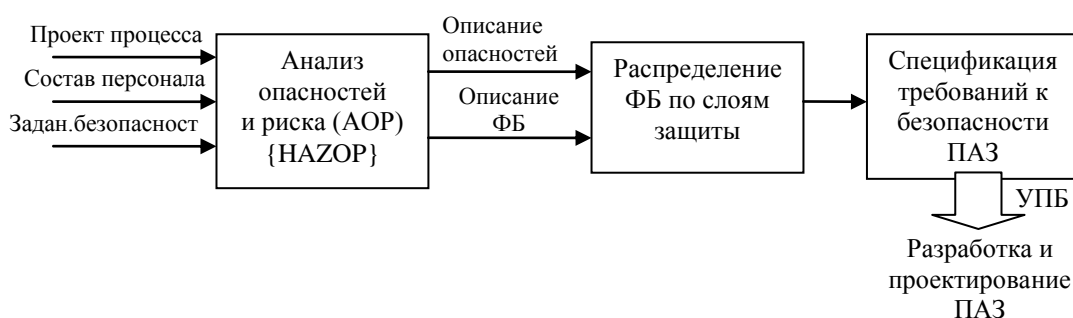 Проект процесса
Состав персонала
Задан.безопасност
Анализ
опасностей
и риска (АОР)
{HAZOP}
Описание
опасностей
Описание
ФБ
Распределение
ФБ по слоям
защиты
Спецификация
требований к
безопасности
ПАЗ
УПБ
Разработка и
проектирование
ПАЗ